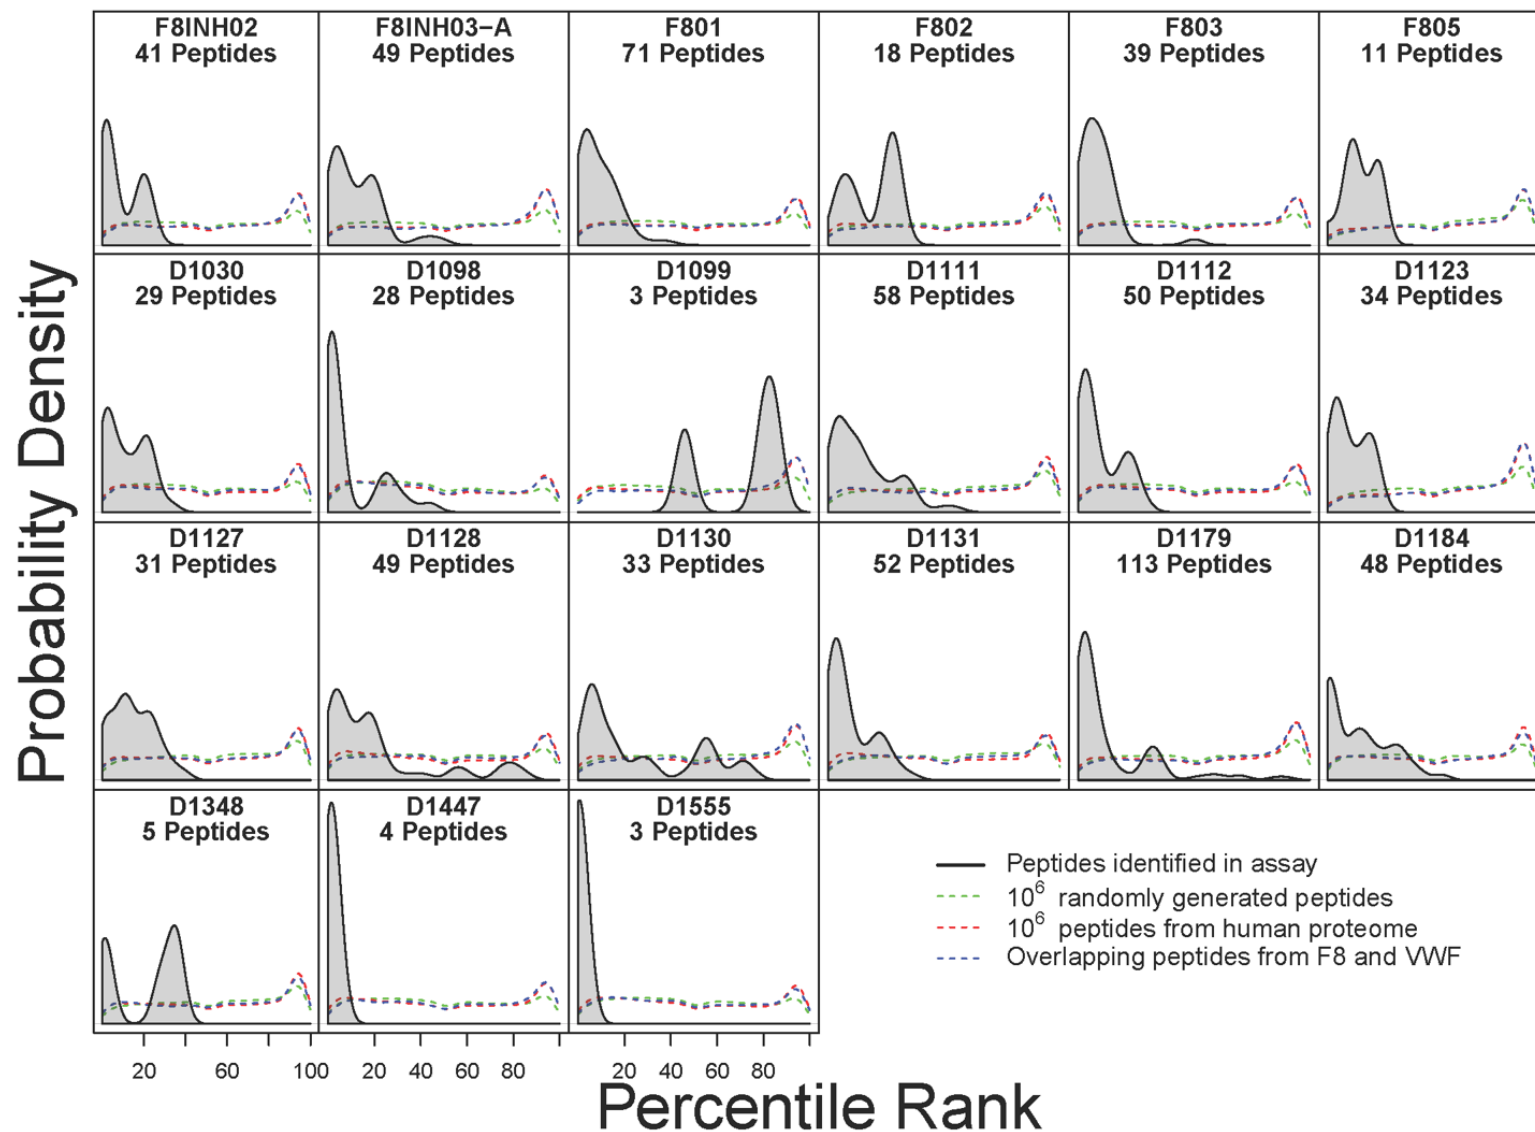 F8INH02
41 Peptides
F8INH03−A
49 Peptides
F801
71 Peptides
F802
18 Peptides
F803
39 Peptides
F805
11 Peptides
D1030
29 Peptides
D1098
28 Peptides
D1099
3 Peptides
D1111
58 Peptides
D1112
50 Peptides
D1123
34 Peptides
D1127
31 Peptides
D1128
49 Peptides
D1130
33 Peptides
D1131
52 Peptides
D1179
113 Peptides
D1184
48 Peptides
D1348
5 Peptides
D1447
4 Peptides
D1555
3 Peptides
Probability Density
Peptides identified in assay
10⁶ randomly generated peptides
10⁶ peptides from human proteome
Overlapping peptides from F8 and VWF
20 60 100 20 40 60 80 20 40 60 80
Percentile Rank